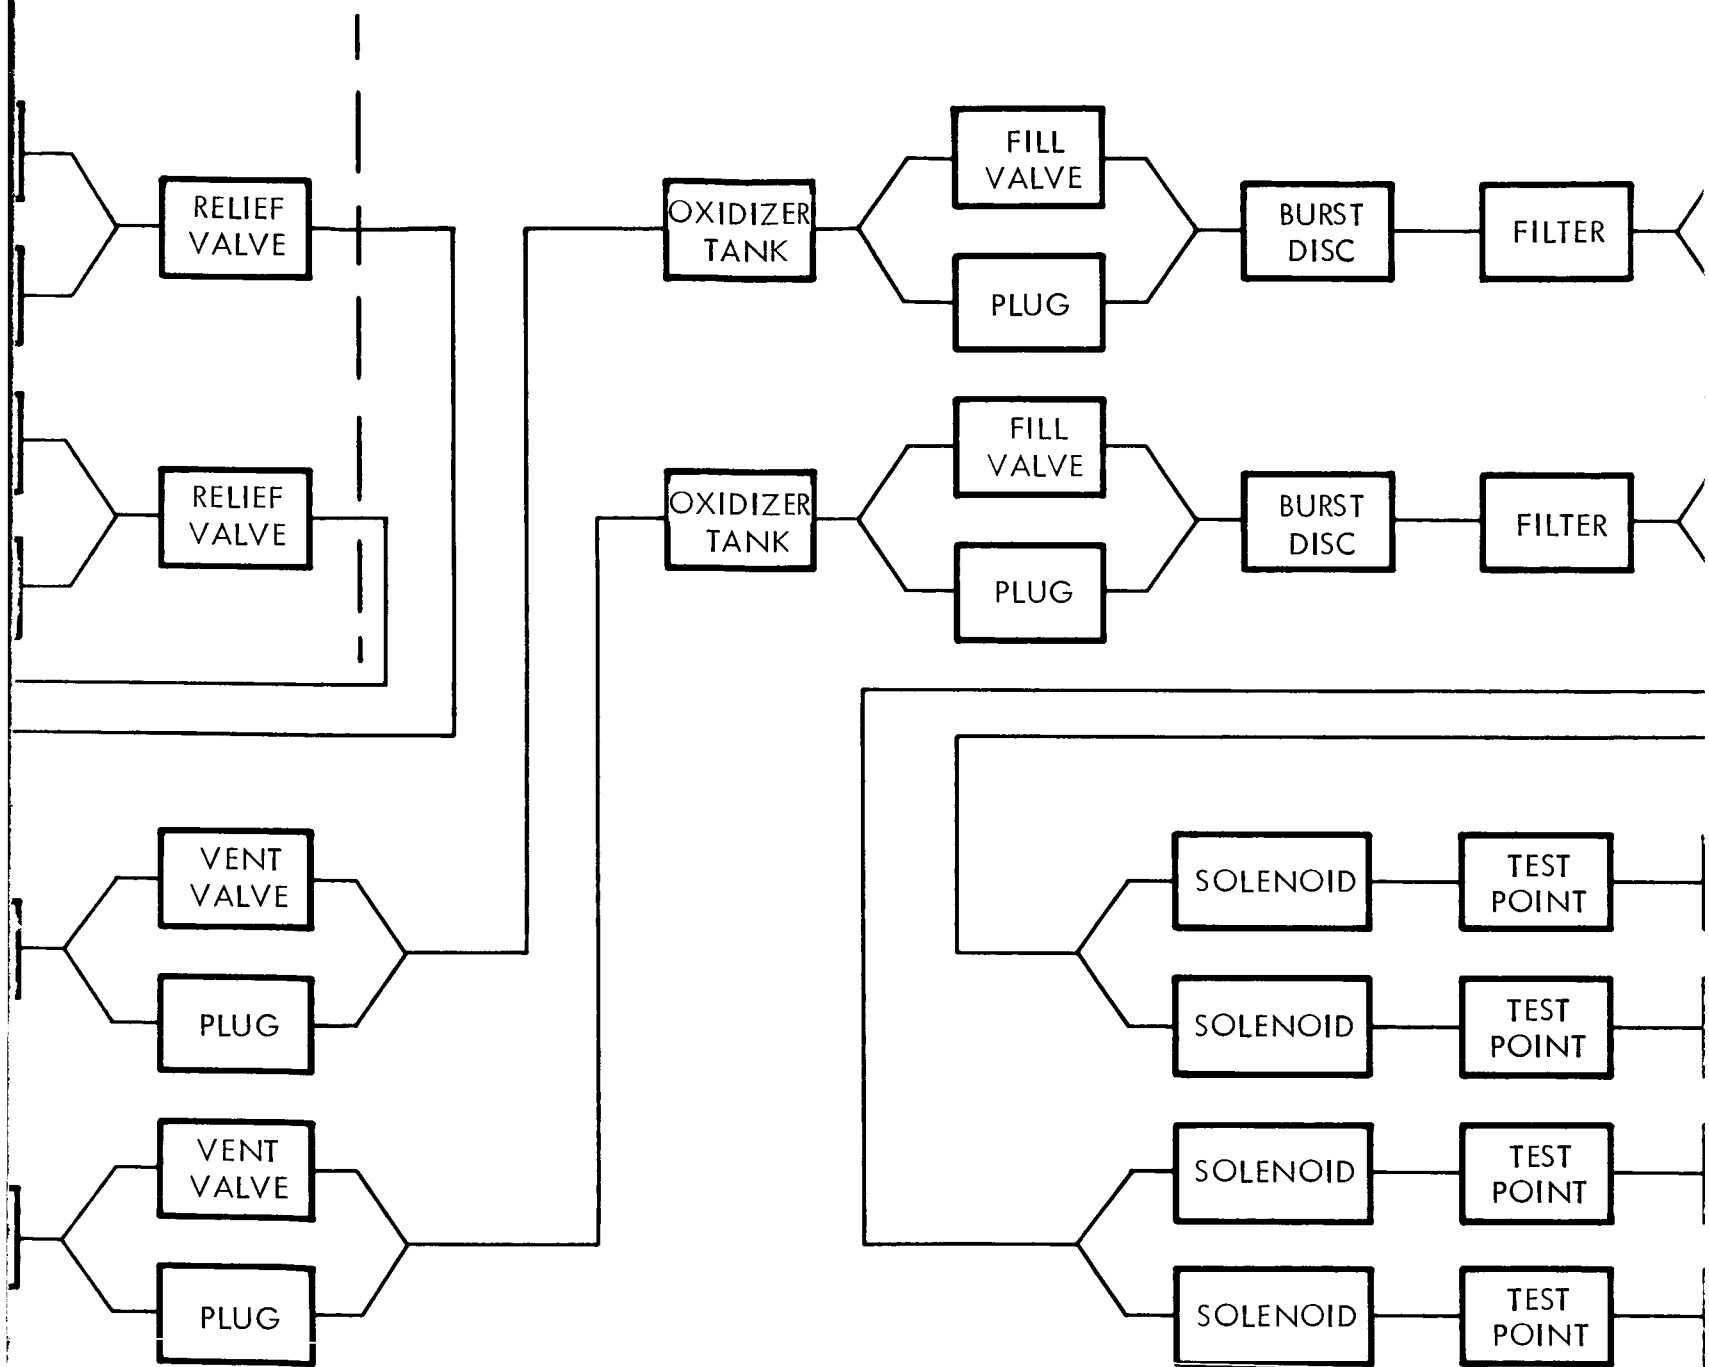 FILL
VALVE
RELIEF
VALVE
OXIDIZER
TANK
BURST
DISC
FILTER
PLUG
FILL
VALVE
RELIEF
VALVE
OXIDIZER
TANK
BURST
DISC
FILTER
PLUG
VENT
VALVE
SOLENOID
TEST
POINT
PLUG
SOLENOID
TEST
POINT
VENT
VALVE
SOLENOID
TEST
POINT
PLUG
SOLENOID
TEST
POINT